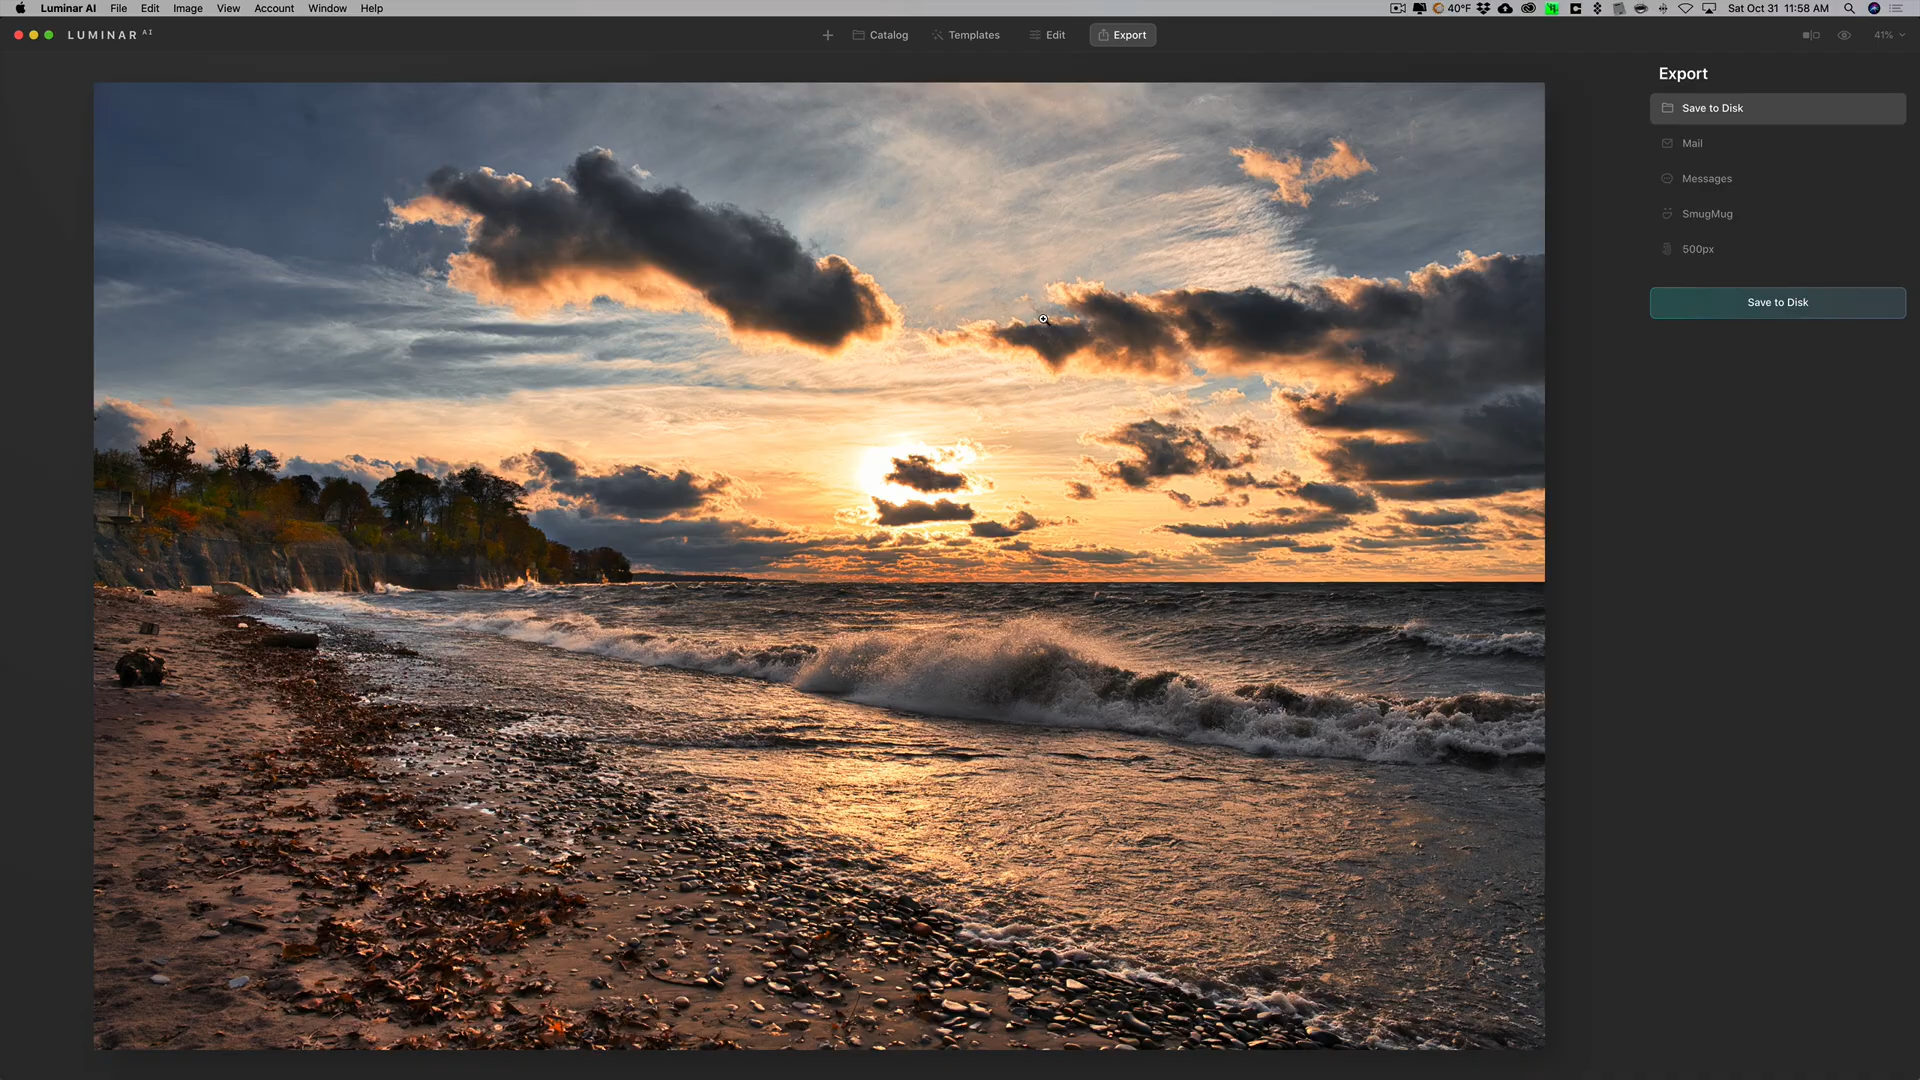 Luminar AI File Edit Image View Account Window Help 40°F Sat Oct 31 11:58 AM
LUMINAR AI Catalog Templates Edit Export 41%
Export
Save to Disk
Mail
Messages
SmugMug
500px
Save to Disk